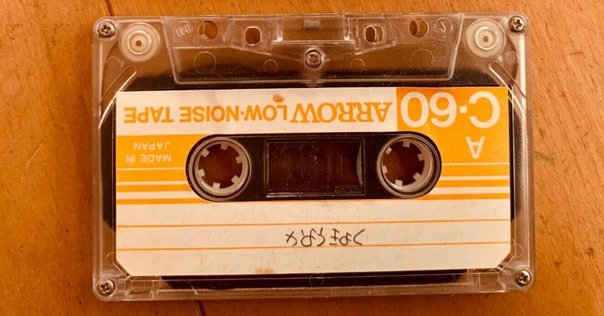 A
MADE IN
JAPAN
C-60 ARROW LOW-NOISE TAPE